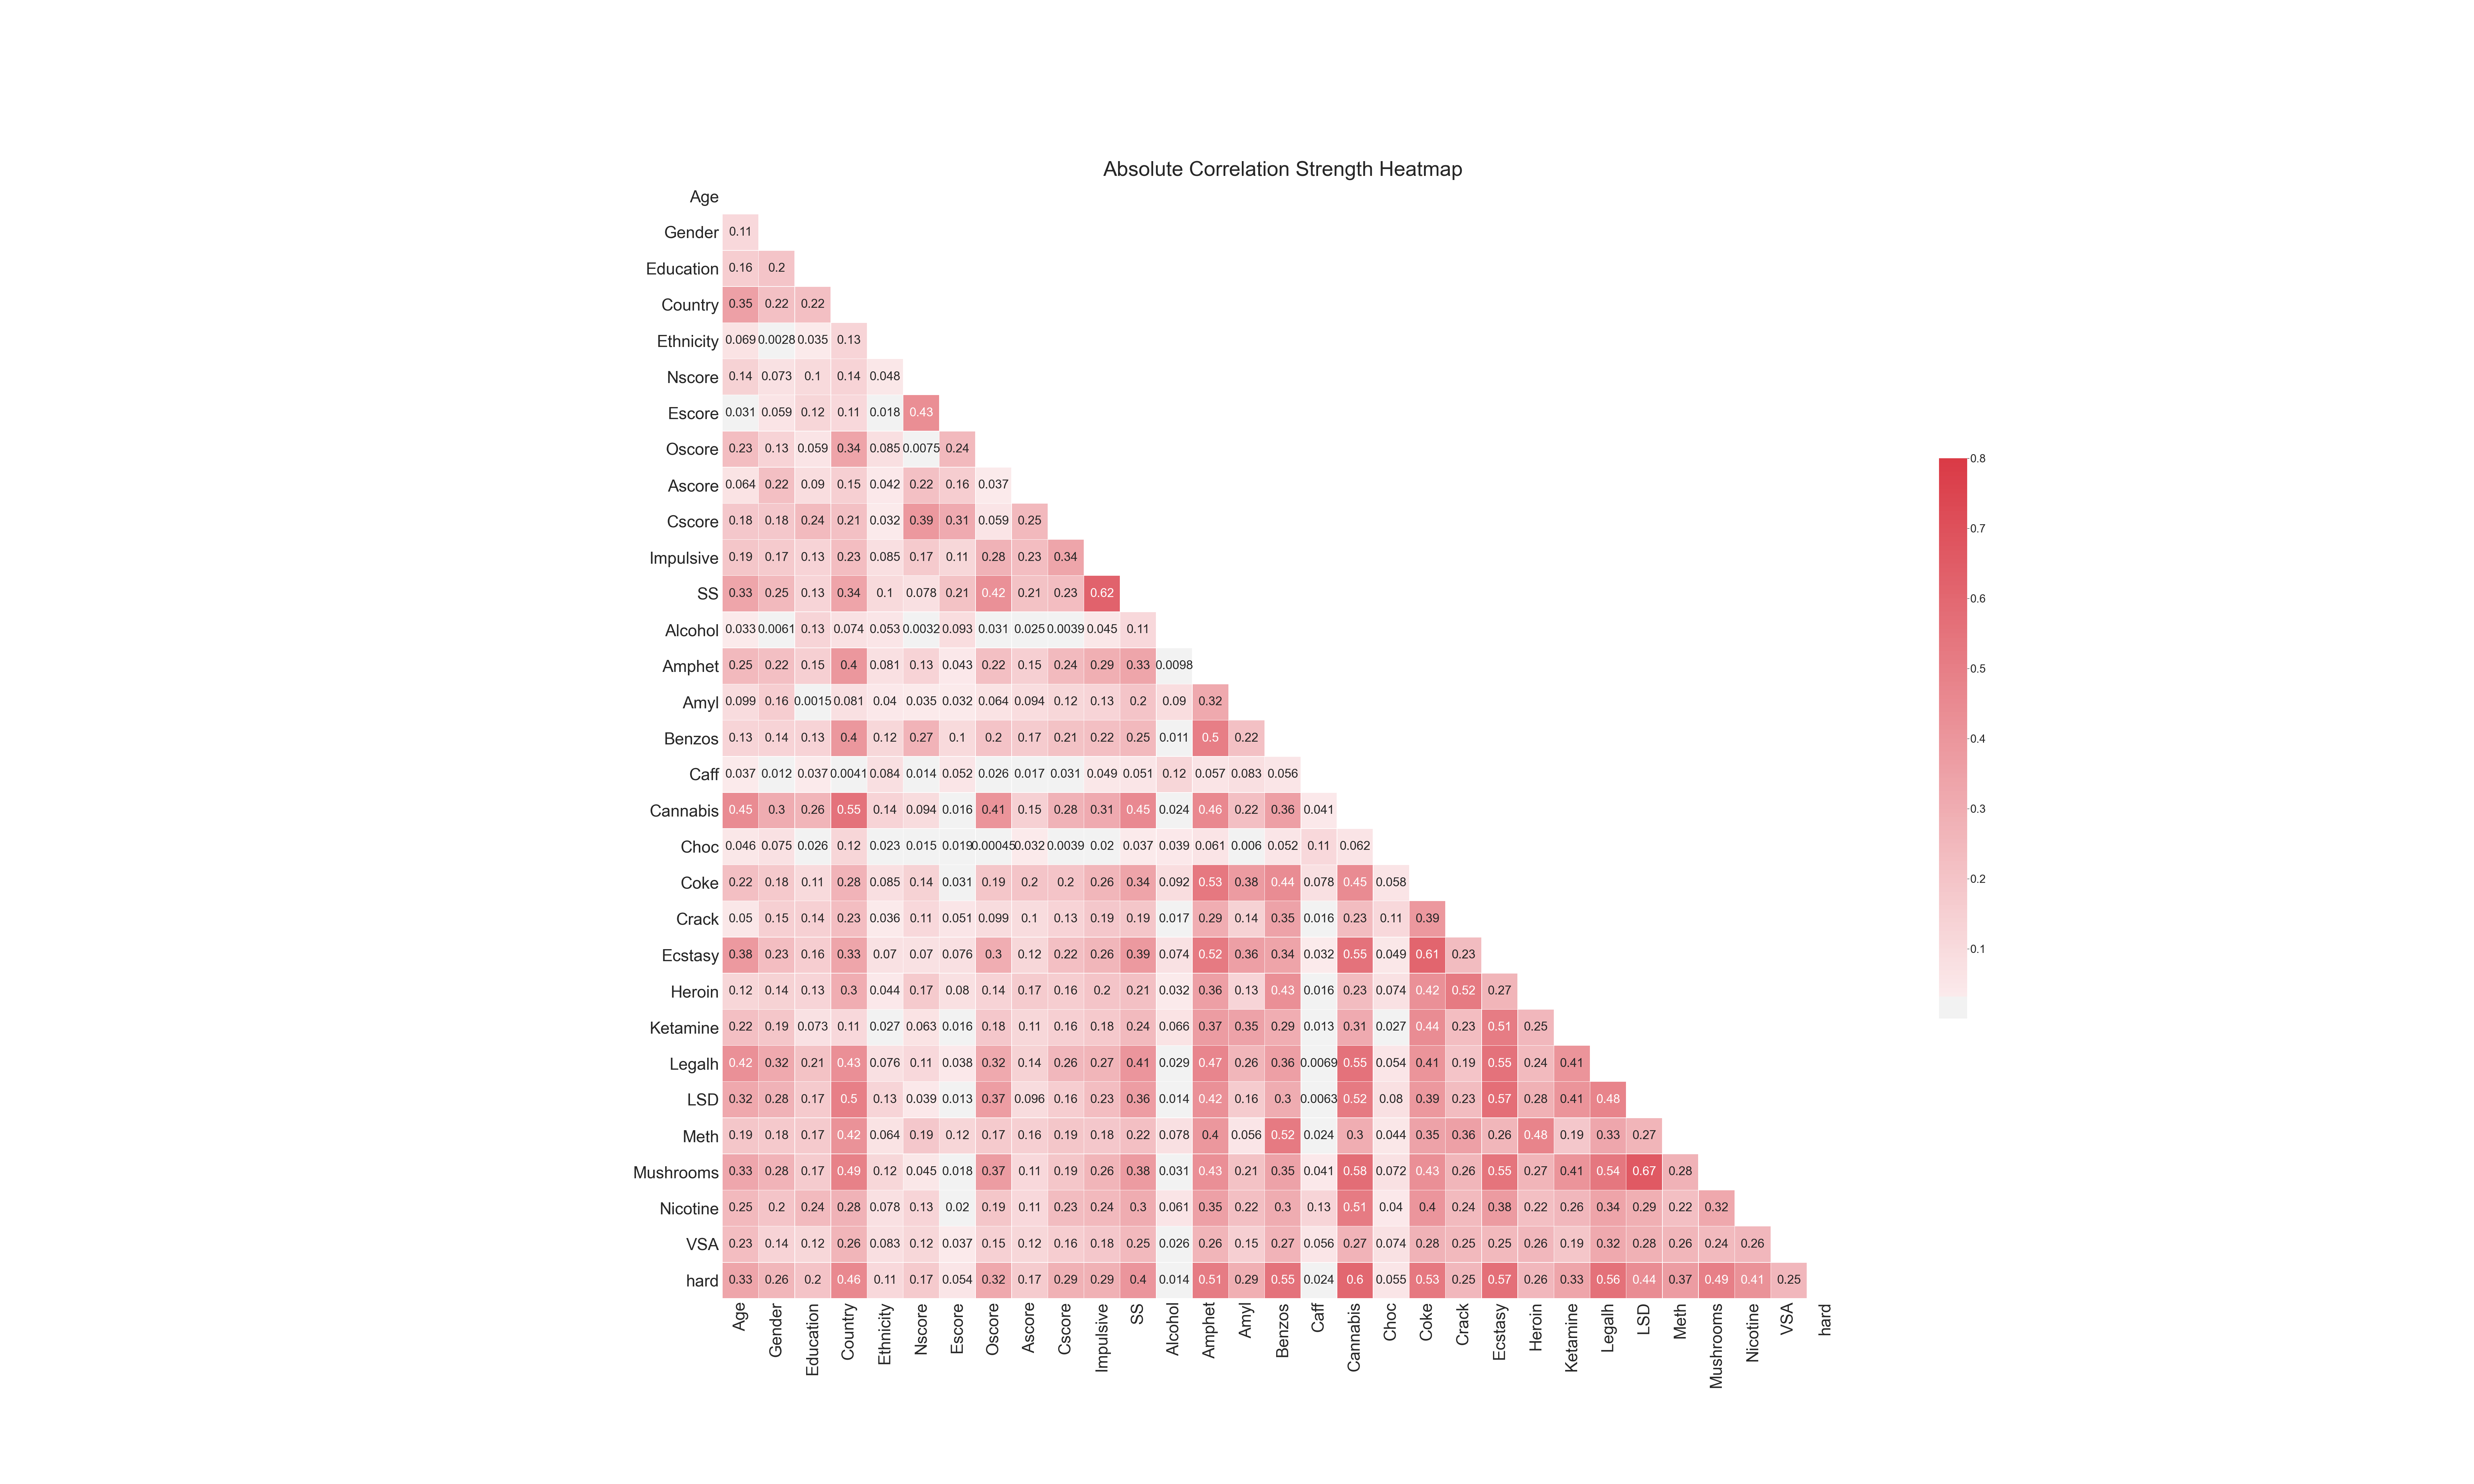 Absolute Correlation Strength Heatmap
Age
Gender 0.11
Education 0.16 0.2
Country 0.35 0.22 0.22
Ethnicity 0.069 0.0028 0.035 0.13
Nscore 0.14 0.073 0.1 0.14 0.048
Escore 0.031 0.059 0.12 0.11 0.018 0.43
Oscore 0.23 0.13 0.059 0.34 0.085 0.0075 0.24
0.8
Ascore 0.064 0.22 0.09 0.15 0.042 0.22 0.16 0.037
Cscore 0.18 0.18 0.24 0.21 0.032 0.39 0.31 0.059 0.25
0.7
Impulsive 0.19 0.17 0.13 0.23 0.085 0.17 0.11 0.28 0.23 0.34
SS 0.33 0.25 0.13 0.34 0.1 0.078 0.21 0.42 0.21 0.23 0.62
0.6
Alcohol 0.033 0.0061 0.13 0.074 0.053 0.0032 0.093 0.031 0.025 0.0039 0.045 0.11
Amphet 0.25 0.22 0.15 0.4 0.081 0.13 0.043 0.22 0.15 0.24 0.29 0.33 0.0098
0.5
Amyl 0.099 0.16 0.0015 0.081 0.04 0.035 0.032 0.064 0.094 0.12 0.13 0.2 0.09 0.32
Benzos 0.13 0.14 0.13 0.4 0.12 0.27 0.1 0.2 0.17 0.21 0.22 0.25 0.011 0.5 0.22
0.4
Caff 0.037 0.012 0.037 0.0041 0.084 0.014 0.052 0.026 0.017 0.031 0.049 0.051 0.12 0.057 0.083 0.056
Cannabis 0.45 0.3 0.26 0.55 0.14 0.094 0.016 0.41 0.15 0.28 0.31 0.45 0.024 0.46 0.22 0.36 0.041
0.3
Choc 0.046 0.075 0.026 0.12 0.023 0.015 0.019 0.00045 0.032 0.0039 0.02 0.037 0.039 0.061 0.006 0.052 0.11 0.062
Coke 0.22 0.18 0.11 0.28 0.085 0.14 0.031 0.19 0.2 0.2 0.26 0.34 0.092 0.53 0.38 0.44 0.078 0.45 0.058
0.2
Crack 0.05 0.15 0.14 0.23 0.036 0.11 0.051 0.099 0.1 0.13 0.19 0.19 0.017 0.29 0.14 0.35 0.016 0.23 0.11 0.39
Ecstasy 0.38 0.23 0.16 0.33 0.07 0.07 0.076 0.3 0.12 0.22 0.26 0.39 0.074 0.52 0.36 0.34 0.032 0.55 0.049 0.61 0.23
0.1
Heroin 0.12 0.14 0.13 0.3 0.044 0.17 0.08 0.14 0.17 0.16 0.2 0.21 0.032 0.36 0.13 0.43 0.016 0.23 0.074 0.42 0.52 0.27
Ketamine 0.22 0.19 0.073 0.11 0.027 0.063 0.016 0.18 0.11 0.16 0.18 0.24 0.066 0.37 0.35 0.29 0.013 0.31 0.027 0.44 0.23 0.51 0.25
Legalh 0.42 0.32 0.21 0.43 0.076 0.11 0.038 0.32 0.14 0.26 0.27 0.41 0.029 0.47 0.26 0.36 0.0069 0.55 0.054 0.41 0.19 0.55 0.24 0.41
LSD 0.32 0.28 0.17 0.5 0.13 0.039 0.013 0.37 0.096 0.16 0.23 0.36 0.014 0.42 0.16 0.3 0.0063 0.52 0.08 0.39 0.23 0.57 0.28 0.41 0.48
Meth 0.19 0.18 0.17 0.42 0.064 0.19 0.12 0.17 0.16 0.19 0.18 0.22 0.078 0.4 0.056 0.52 0.024 0.3 0.044 0.35 0.36 0.26 0.48 0.19 0.33 0.27
Mushrooms 0.33 0.28 0.17 0.49 0.12 0.045 0.018 0.37 0.11 0.19 0.26 0.38 0.031 0.43 0.21 0.35 0.041 0.58 0.072 0.43 0.26 0.55 0.27 0.41 0.54 0.67 0.28
Nicotine 0.25 0.2 0.24 0.28 0.078 0.13 0.02 0.19 0.11 0.23 0.24 0.3 0.061 0.35 0.22 0.3 0.13 0.51 0.04 0.4 0.24 0.38 0.22 0.26 0.34 0.29 0.22 0.32
VSA 0.23 0.14 0.12 0.26 0.083 0.12 0.037 0.15 0.12 0.16 0.18 0.25 0.026 0.26 0.15 0.27 0.056 0.27 0.074 0.28 0.25 0.25 0.26 0.19 0.32 0.28 0.26 0.24 0.26
hard 0.33 0.26 0.2 0.46 0.11 0.17 0.054 0.32 0.17 0.29 0.29 0.4 0.014 0.51 0.29 0.55 0.024 0.6 0.055 0.53 0.25 0.57 0.26 0.33 0.56 0.44 0.37 0.49 0.41 0.25
Age Gender Education Country Ethnicity Nscore Escore Oscore Ascore Cscore Impulsive SS Alcohol Amphet Amyl Benzos Caff Cannabis Choc Coke Crack Ecstasy Heroin Ketamine Legalh LSD Meth Mushrooms Nicotine VSA hard